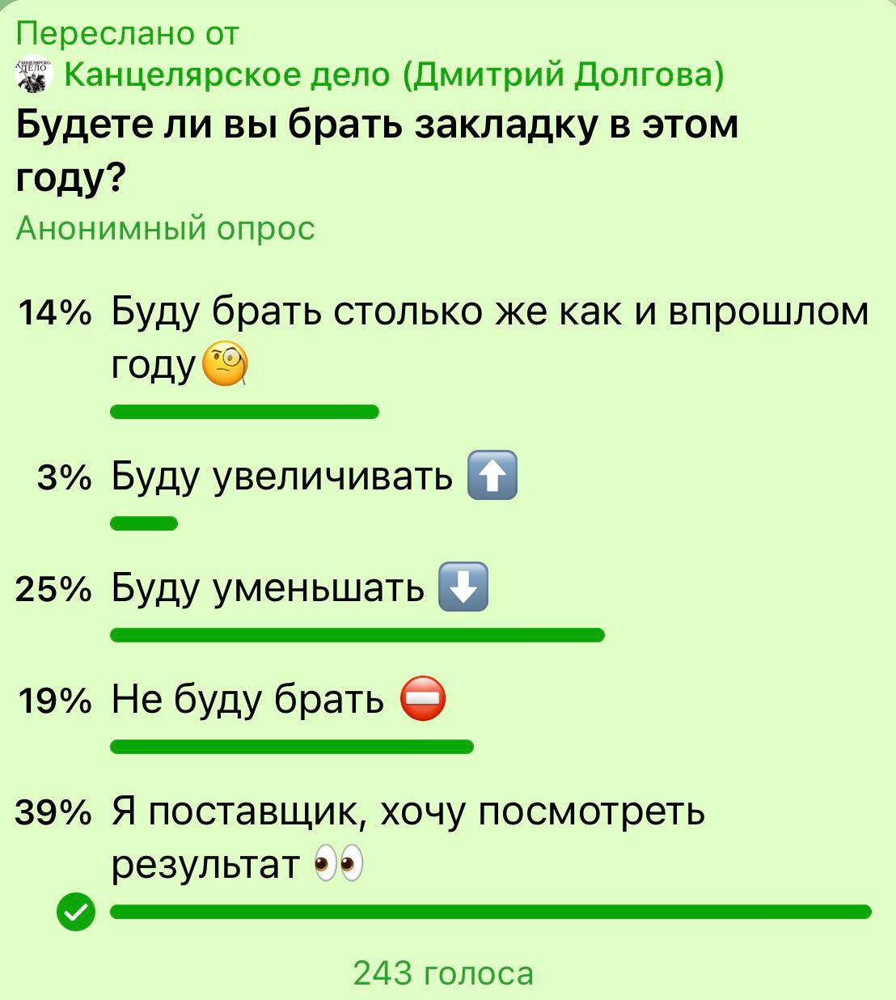 Переслано от
Канцелярское дело (Дмитрий Долгова)
Будете ли вы брать закладку в этом
году?
Анонимный опрос
14% Буду брать столько же как и впрошлом
году🧐
3% Буду увеличивать ⬆️
25% Буду уменьшать ⬇️
19% Не буду брать ⛔
39% Я поставщик, хочу посмотреть
результат 👀
243 голоса